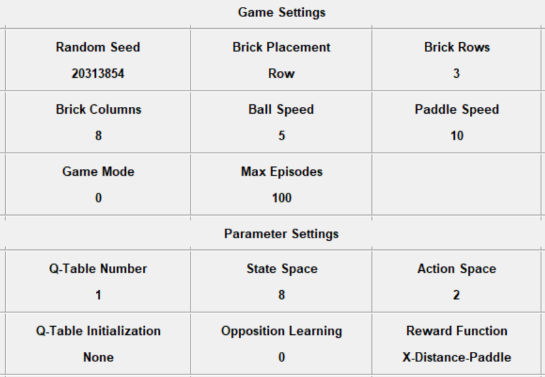 Game Settings
Random Seed
Brick Placement
Brick Rows
20313854
Row
3
Brick Columns
Ball Speed
Paddle Speed
8
5
10
Game Mode
Max Episodes
0
100
Parameter Settings
Q-Table Number
State Space
Action Space
1
8
2
Q-Table Initialization
Opposition Learning
Reward Function
None
0
X-Distance-Paddle